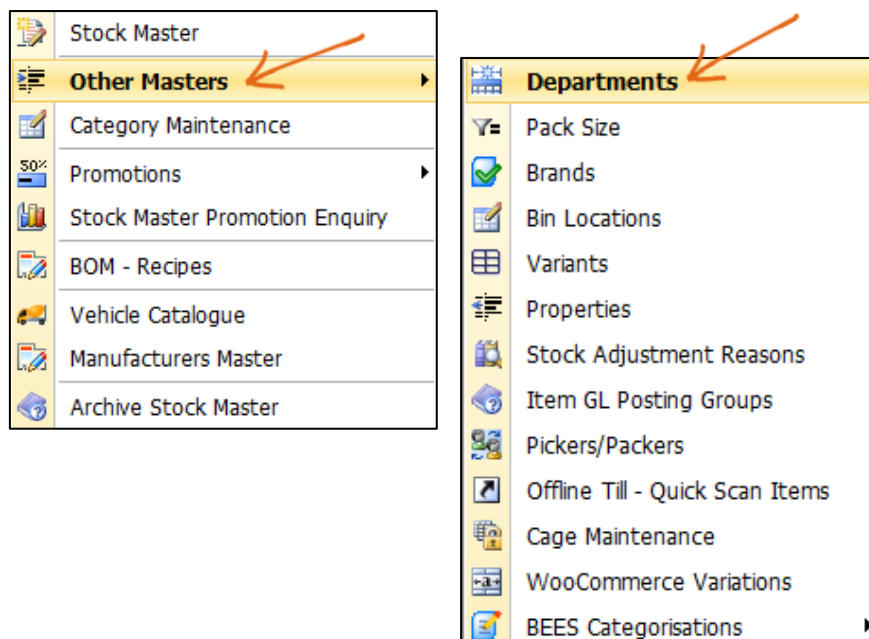 Stock Master
Other Masters
Category Maintenance
50%
Promotions
Stock Master Promotion Enquiry
BOM - Recipes
Vehicle Catalogue
Manufacturers Master
Archive Stock Master
Departments
Pack Size
Brands
Bin Locations
Variants
Properties
Stock Adjustment Reasons
Item GL Posting Groups
Pickers/Packers
Offline Till - Quick Scan Items
Cage Maintenance
WooCommerce Variations
BEES Categorisations